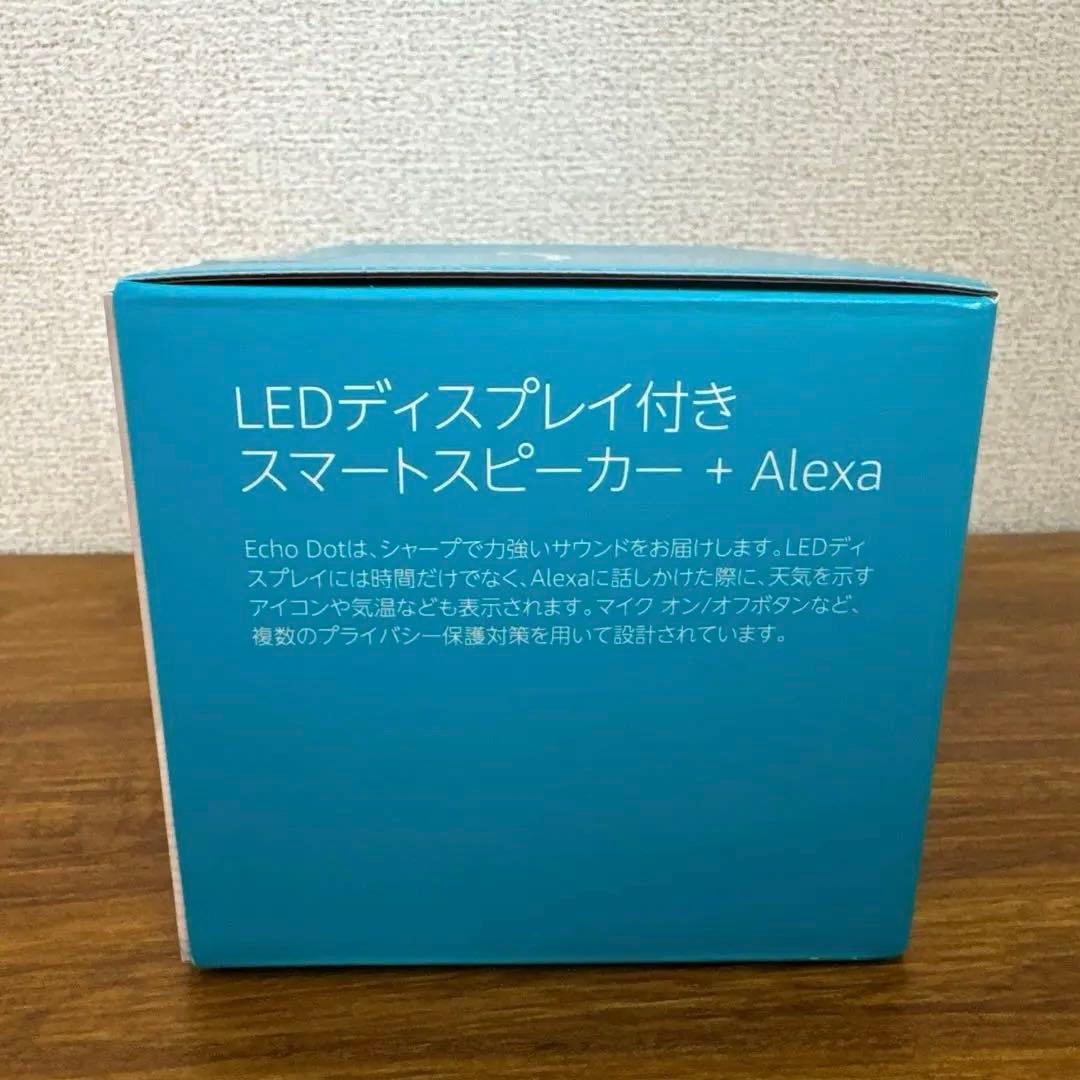 LEDディスプレイ付き
スマートスピーカー + Alexa
Echo Dotは、シャープで力強いサウンドをお届けします。LEDディ
スプレイには時間だけでなく、Alexaに話しかけた際に、天気を示す
アイコンや気温なども表示されます。マイク オン/オフボタンなど、
複数のプライバシー保護対策を用いて設計されています。